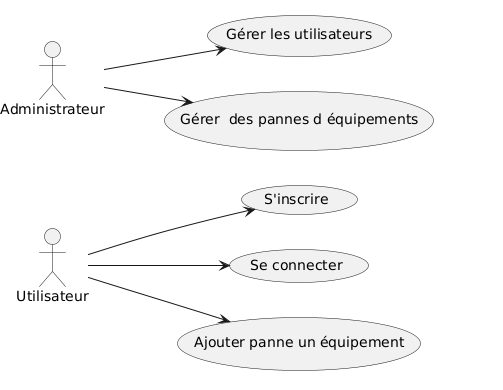 Gérer les utilisateurs
Administrateur
Gérer  des pannes d équipements
S'inscrire
Se connecter
Utilisateur
Ajouter panne un équipement